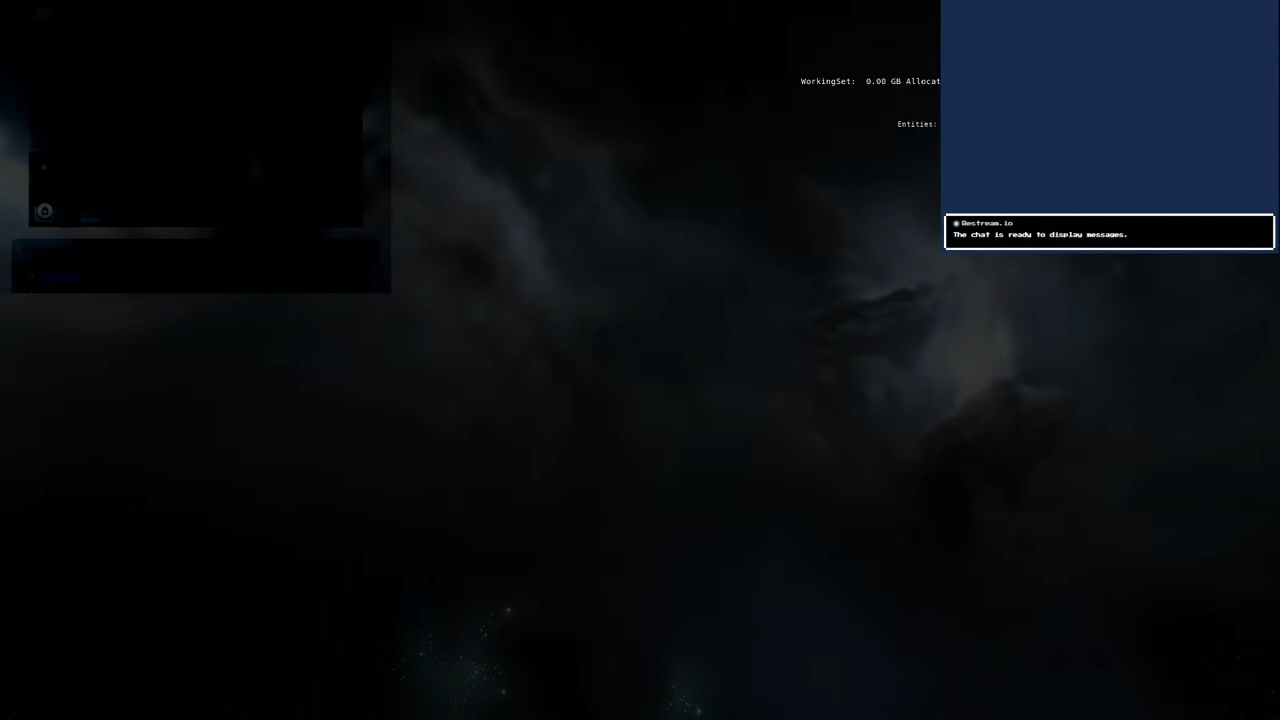 WorkingSet:  0.00 GB Allocat
Entities:
Restream.io
The chat is ready to display messages.